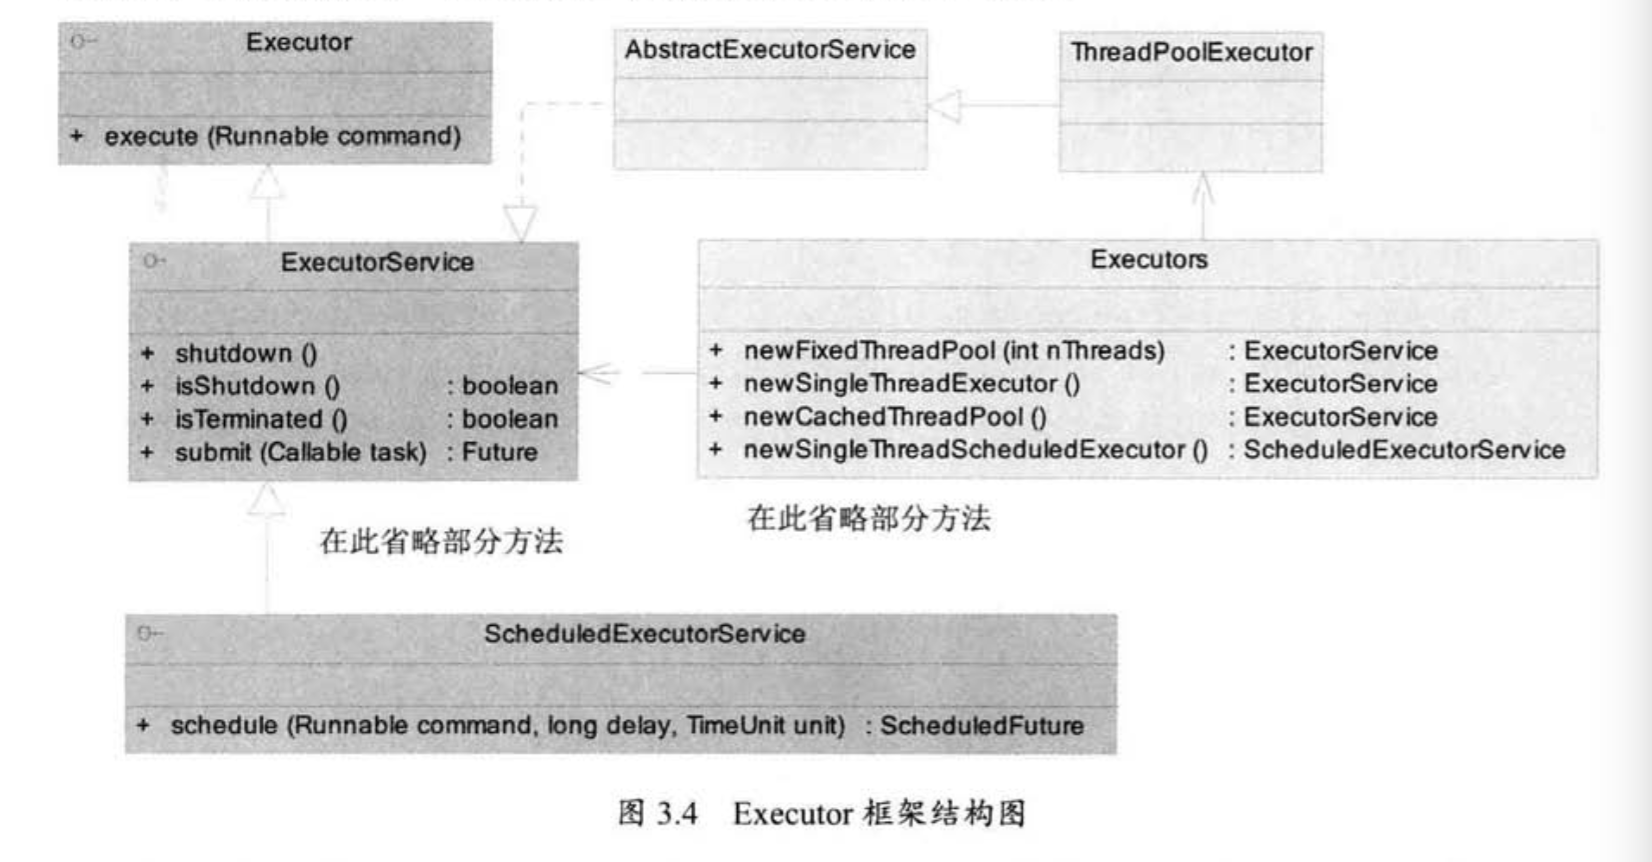 Executor
+ execute (Runnable command)
AbstractExecutorService
ThreadPoolExecutor
ExecutorService
+ shutdown ()
+ isShutdown () : boolean
+ isTerminated () : boolean
+ submit (Callable task) : Future
在此省略部分方法
Executors
+ newFixedThreadPool (int nThreads) : ExecutorService
+ newSingleThreadExecutor () : ExecutorService
+ newCachedThreadPool () : ExecutorService
+ newSingleThreadScheduledExecutor () : ScheduledExecutorService
在此省略部分方法
ScheduledExecutorService
+ schedule (Runnable command, long delay, TimeUnit unit) : ScheduledFuture
图 3.4 Executor 框架结构图